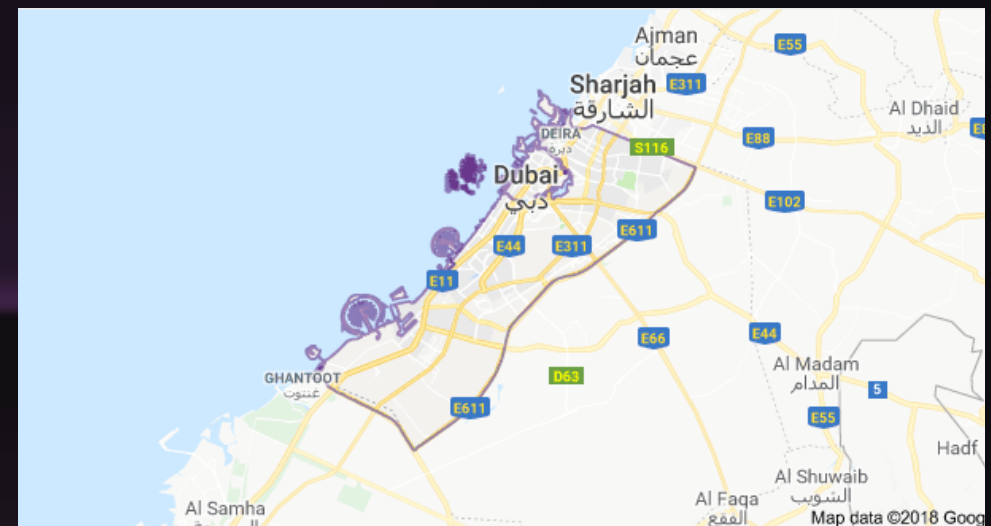 Ajman
عجمان
E55
Sharjah
الشارقة
E311
Al Dhaid
الذيد
DEIRA
ديرة
S116
E88
Dubai
دبي
E102
E611
E44
E311
E11
E66
E44
GHANTOOT
غنتوت
D63
Al Madam
المدام
5
E611
E55
Hadf
Al Shuwaib
الشويب
Al Samha
Al Faqa
الفقع
Map data ©2018 Goog